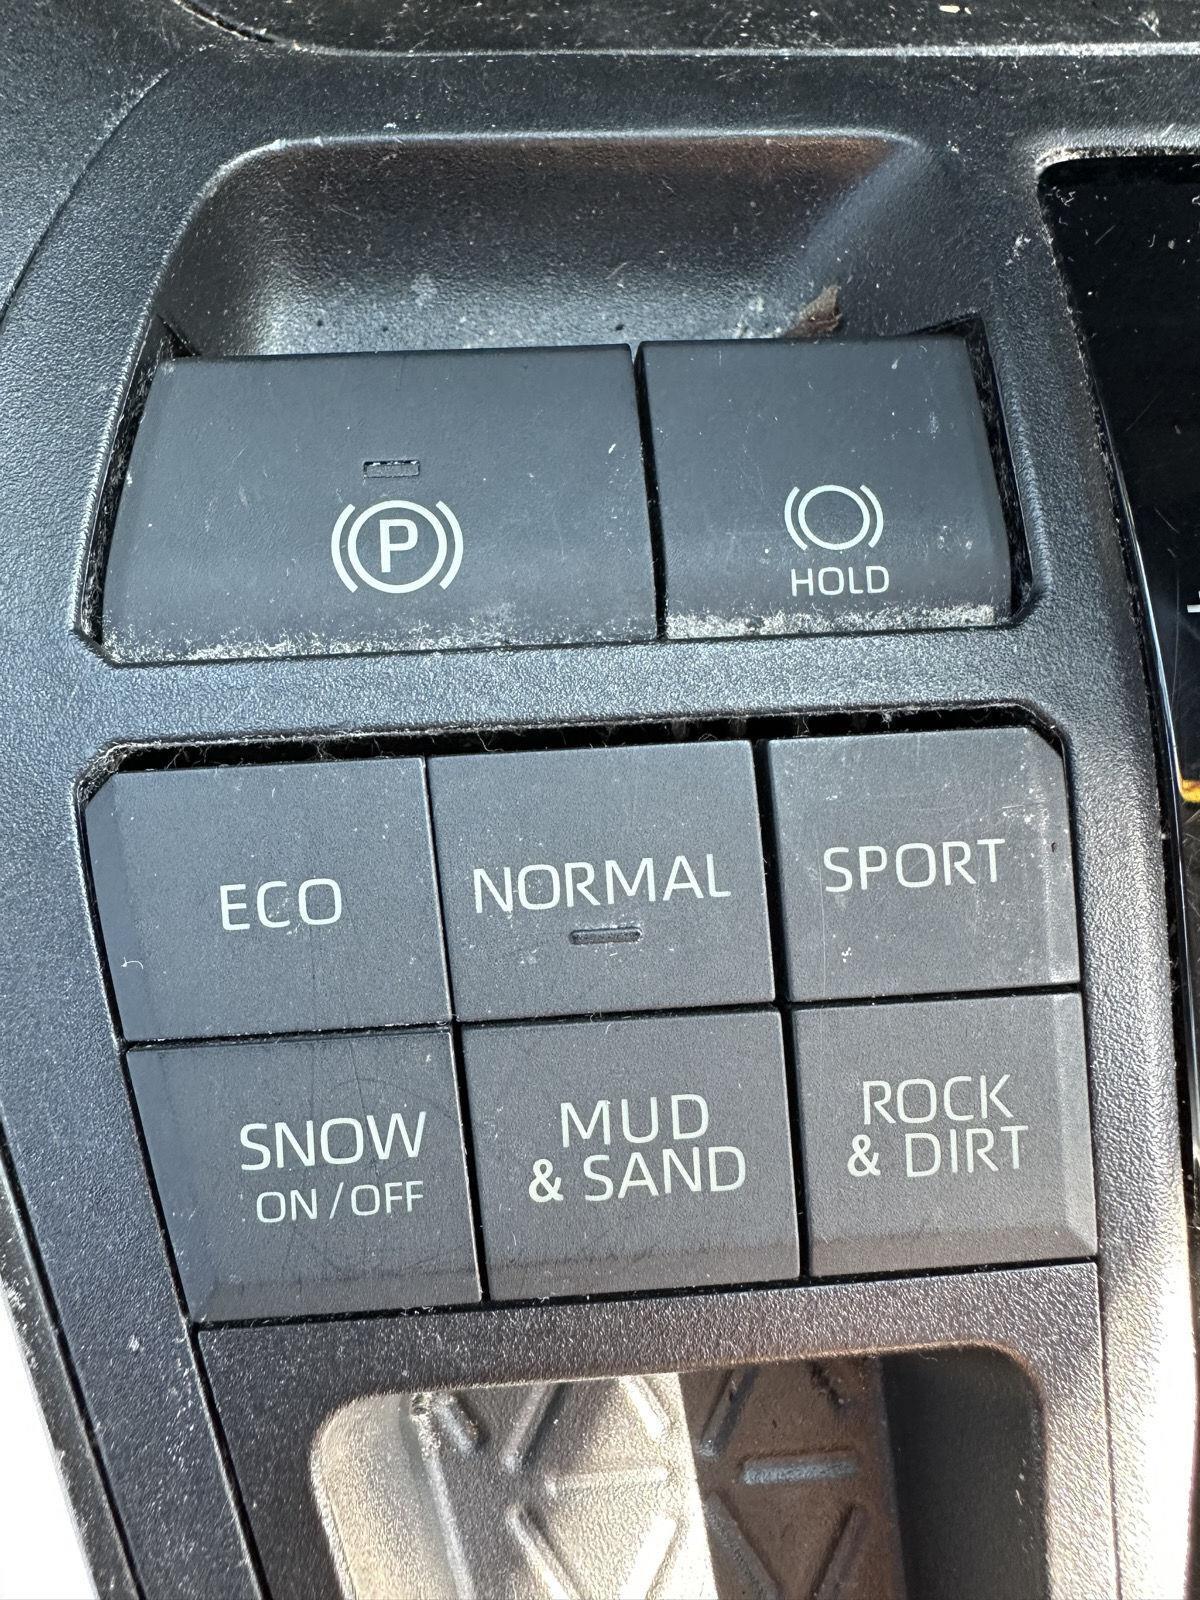 P
HOLD
ECO
NORMAL
SPORT
SNOW
ON/OFF
MUD
& SAND
ROCK
& DIRT